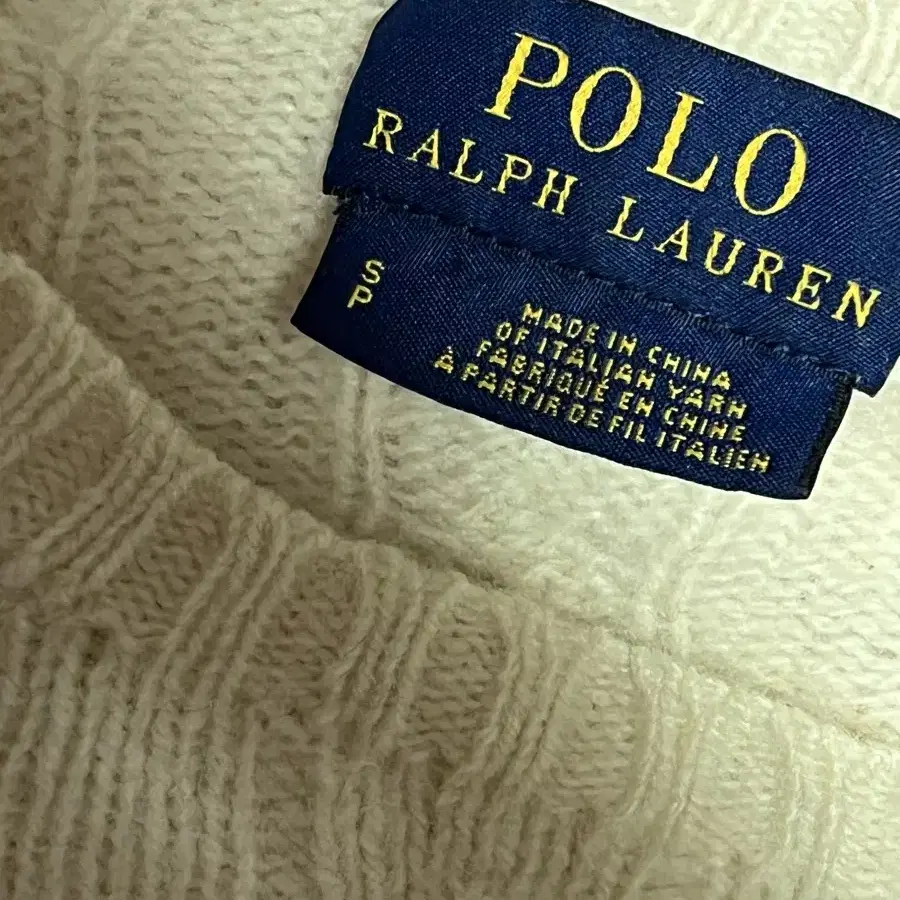 POLO
RALPH LAUREN
S
P
MADE IN CHINA
OF ITALIAN YARN
FABRIQUÉ EN CHINE
À PARTIR DE FIL ITALIEN